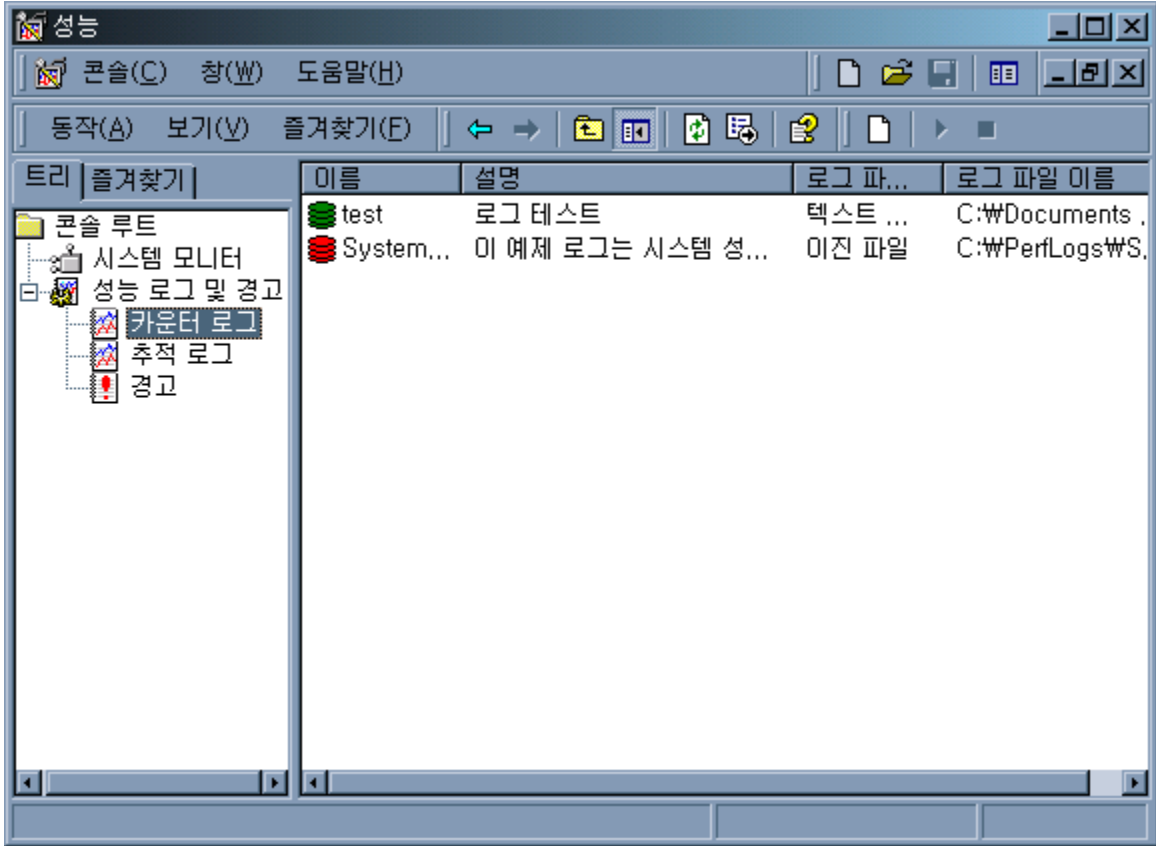 성능
콘솔(C) 창(W) 도움말(H)
동작(A) 보기(V) 즐겨찾기(F)
트리 즐겨찾기
콘솔 루트
시스템 모니터
성능 로그 및 경고
카운터 로그
추적 로그
경고
이름 설명 로그 파... 로그 파일 이름
test 로그 테스트 텍스트 ... C:₩Documents .
System... 이 예제 로그는 시스템 성... 이진 파일 C:₩PerfLogs₩S.